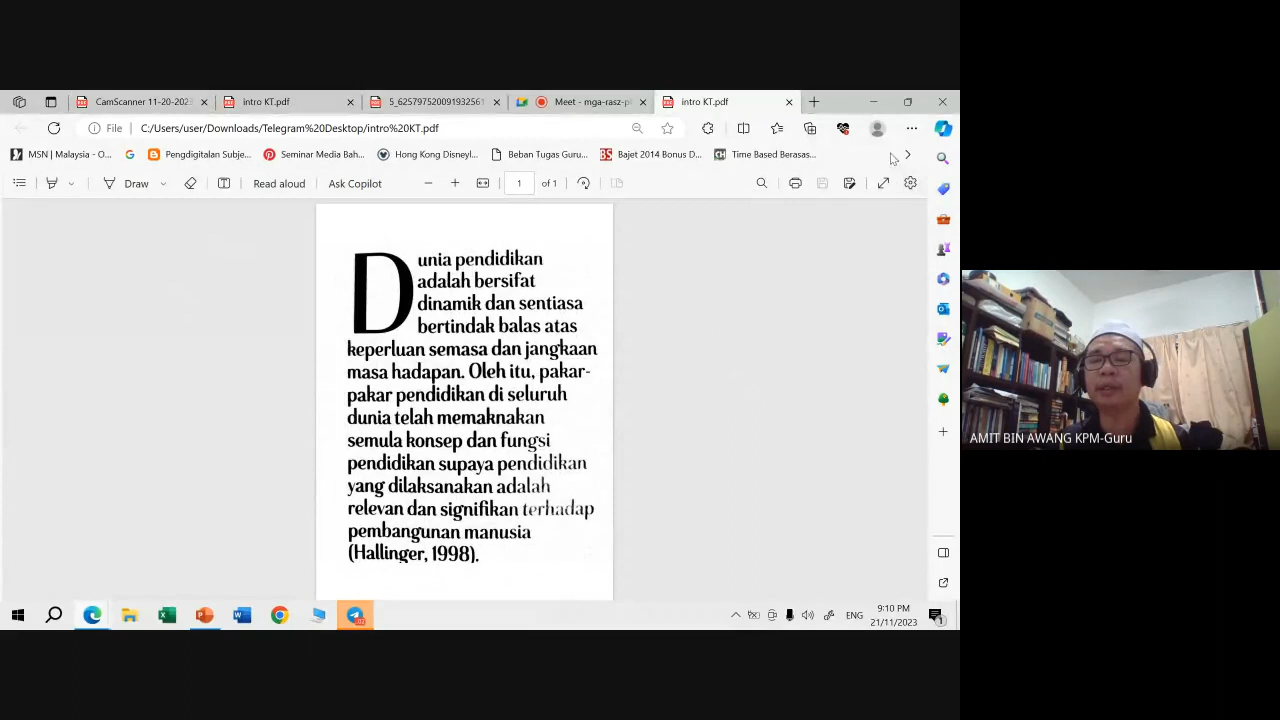 CamScanner 11-20-202
intro KT.pdf
5_625797520091932561
Meet - mga-rasz-p
intro KT.pdf
File
C:/Users/user/Downloads/Telegram%20Desktop/intro%20KT.pdf
MSN | Malaysia - O...
Pengdigitalan Subje...
Seminar Media Bah...
Hong Kong Disneyl...
Beban Tugas Guru...
Bajet 2014 Bonus D...
Time Based Berasas...
Draw
Read aloud
Ask Copilot
1
of 1
Dunia pendidikan
adalah bersifat
dinamik dan sentiasa
bertindak balas atas
keperluan semasa dan jangkaan
masa hadapan. Oleh itu, pakar-
pakar pendidikan di seluruh
dunia telah memaknakan
semula konsep dan fungsi
pendidikan supaya pendidikan
yang dilaksanakan adalah
relevan dan signifikan terhadap
pembangunan manusia
(Hallinger, 1998).
AMIT BIN AWANG KPM-Guru
ENG
9:10 PM
21/11/2023